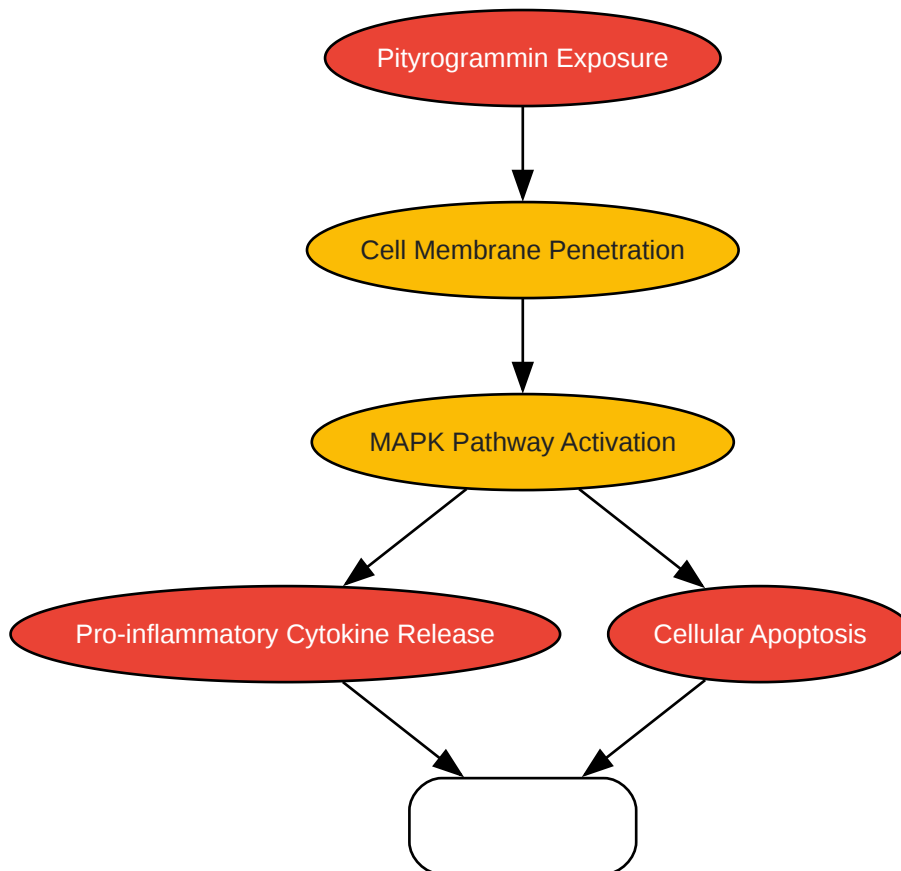 Pityrogrammin Exposure
Cell Membrane Penetration
MAPK Pathway Activation
Pro-inflammatory Cytokine Release
Cellular Apoptosis